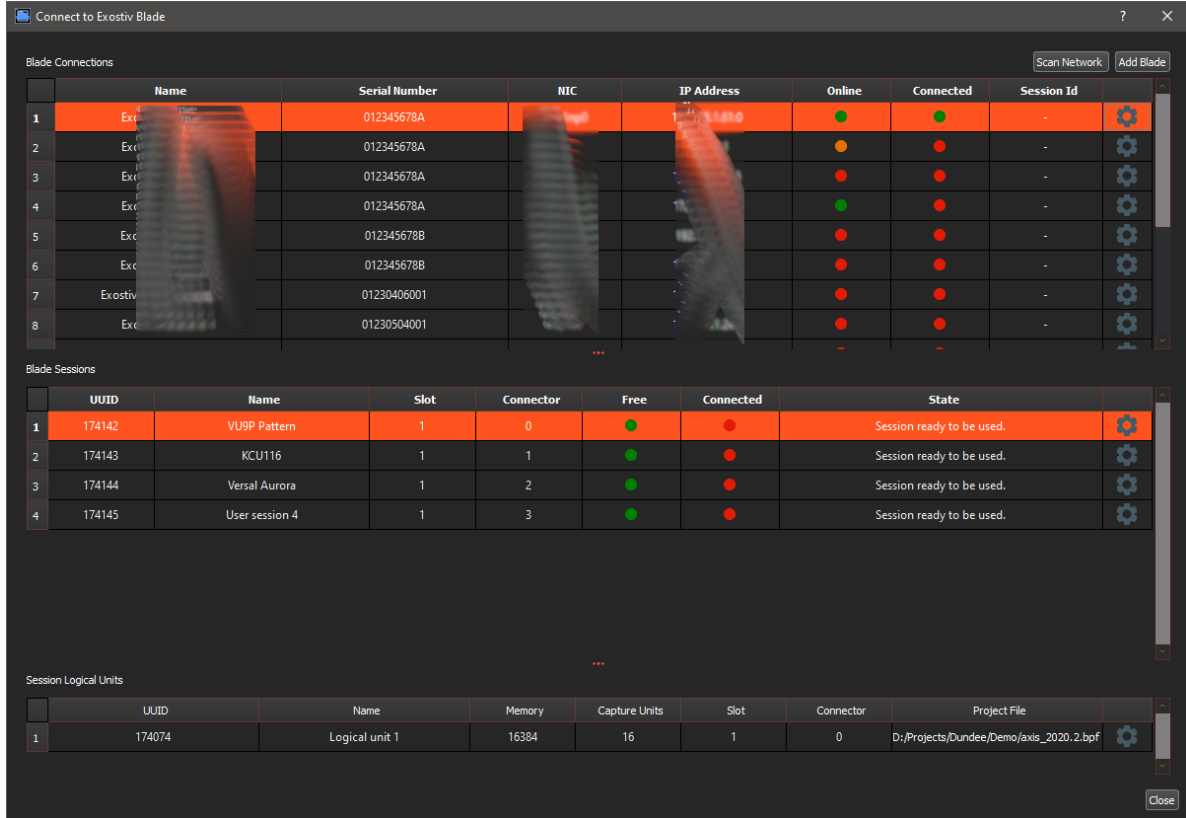 Connect to Exostiv Blade ? ×
Blade Connections Scan Network Add Blade
Name Serial Number NIC IP Address Online Connected Session Id
1 012345678A -
2 012345678A -
3 012345678A -
4 012345678A -
5 012345678B -
6 012345678B -
7 Exostiv 01230406001 -
8 01230504001 -
Blade Sessions
UUID Name Slot Connector Free Connected State
1 174142 VU9P Pattern 1 0 Session ready to be used.
2 174143 KCU116 1 1 Session ready to be used.
3 174144 Versal Aurora 1 2 Session ready to be used.
4 174145 User session 4 1 3 Session ready to be used.
Session Logical Units
UUID Name Memory Capture Units Slot Connector Project File
1 174074 Logical unit 1 16384 16 1 0 D:/Projects/Dundee/Demo/axis_2020.2.bpf
Close